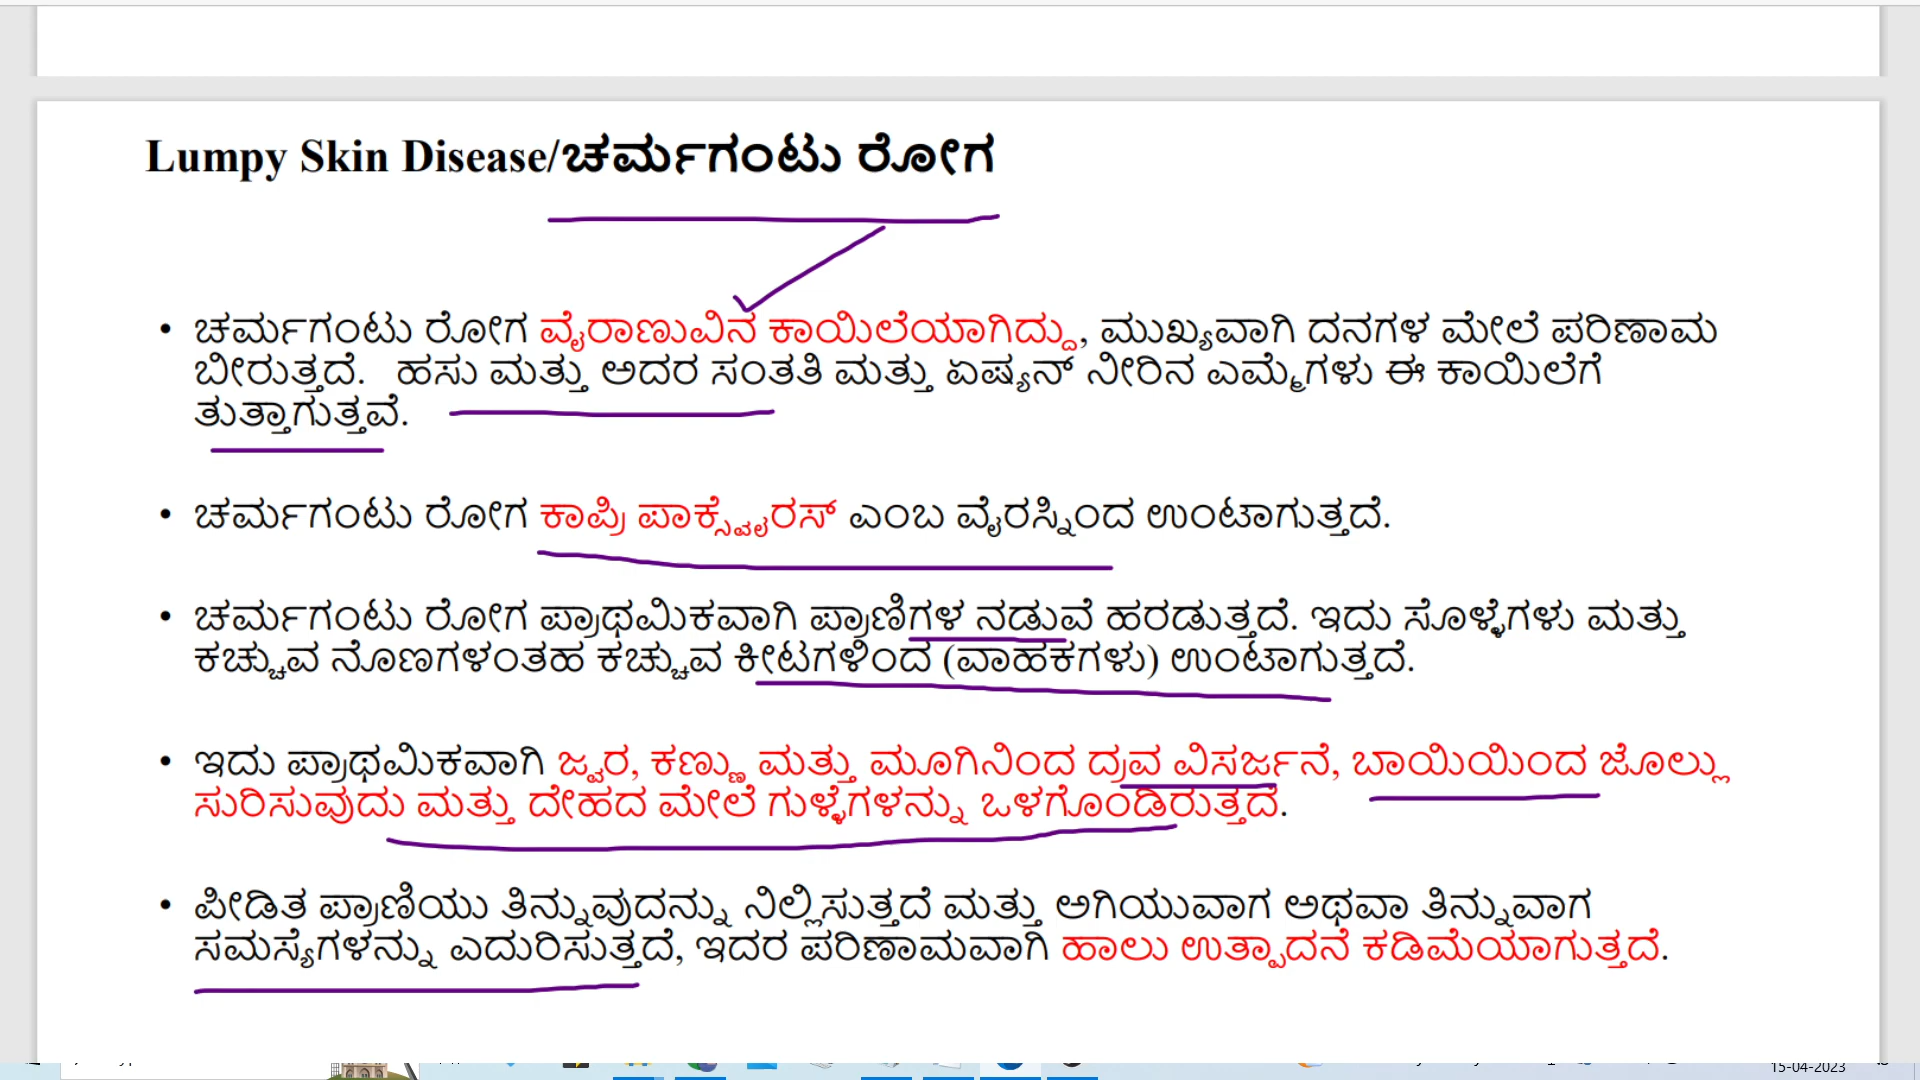 Lumpy Skin Disease/ಚರ್ಮಗಂಟು ರೋಗ
• ಚರ್ಮಗಂಟು ರೋಗ ವೈರಾಣುವಿನ ಕಾಯಿಲೆಯಾಗಿದ್ದು, ಮುಖ್ಯವಾಗಿ ದನಗಳ ಮೇಲೆ ಪರಿಣಾಮ
ಬೀರುತ್ತದೆ. ಹಸು ಮತ್ತು ಅದರ ಸಂತತಿ ಮತ್ತು ಏಷ್ಯನ್ ನೀರಿನ ಎಮ್ಮೆಗಳು ಈ ಕಾಯಿಲೆಗೆ
ತುತ್ತಾಗುತ್ತವೆ.
• ಚರ್ಮಗಂಟು ರೋಗ ಕಾಪ್ರಿ ಪಾಕ್ಸ್ವೈರಸ್ ಎಂಬ ವೈರಸ್ನಿಂದ ಉಂಟಾಗುತ್ತದೆ.
• ಚರ್ಮಗಂಟು ರೋಗ ಪ್ರಾಥಮಿಕವಾಗಿ ಪ್ರಾಣಿಗಳ ನಡುವೆ ಹರಡುತ್ತದೆ. ಇದು ಸೊಳ್ಳೆಗಳು ಮತ್ತು
ಕಚ್ಚುವ ನೊಣಗಳಂತಹ ಕಚ್ಚುವ ಕೀಟಗಳಿಂದ (ವಾಹಕಗಳು) ಉಂಟಾಗುತ್ತದೆ.
• ಇದು ಪ್ರಾಥಮಿಕವಾಗಿ ಜ್ವರ, ಕಣ್ಣು ಮತ್ತು ಮೂಗಿನಿಂದ ದ್ರವ ವಿಸರ್ಜನೆ, ಬಾಯಿಯಿಂದ ಜೊಲ್ಲು
ಸುರಿಸುವುದು ಮತ್ತು ದೇಹದ ಮೇಲೆ ಗುಳ್ಳೆಗಳನ್ನು ಒಳಗೊಂಡಿರುತ್ತದೆ.
• ಪೀಡಿತ ಪ್ರಾಣಿಯು ತಿನ್ನುವುದನ್ನು ನಿಲ್ಲಿಸುತ್ತದೆ ಮತ್ತು ಅಗಿಯುವಾಗ ಅಥವಾ ತಿನ್ನುವಾಗ
ಸಮಸ್ಯೆಗಳನ್ನು ಎದುರಿಸುತ್ತದೆ, ಇದರ ಪರಿಣಾಮವಾಗಿ ಹಾಲು ಉತ್ಪಾದನೆ ಕಡಿಮೆಯಾಗುತ್ತದೆ.
15-04-2023